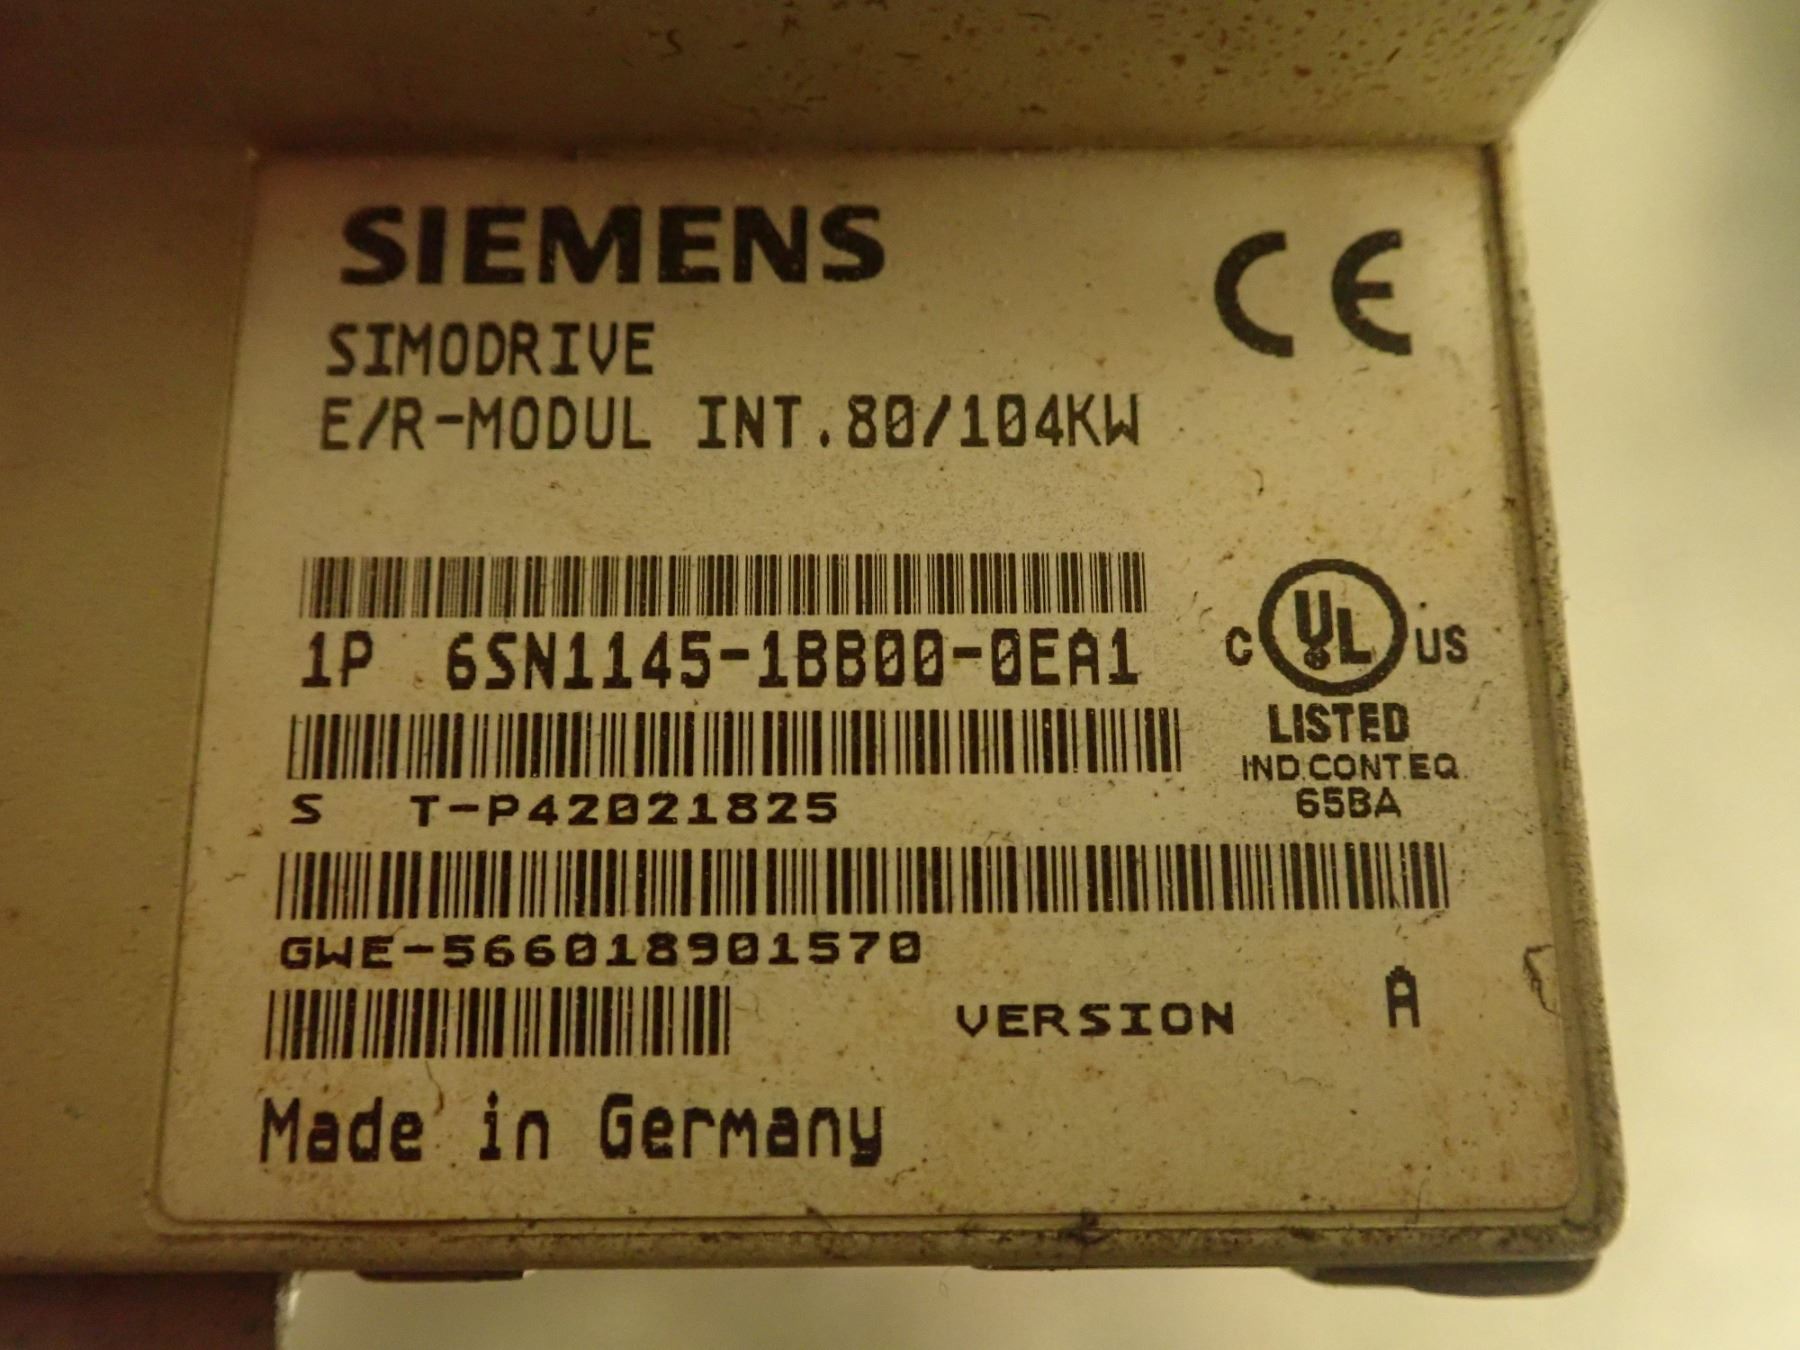 SIEMENS
CE
SIMODRIVE
E/R-MODUL INT.80/104KW
1P 6SN1145-1BB00-0EA1
C UL US
LISTED
IND.CONT.EQ.
65BA
S T-P42021825
GWE-566018901570
VERSION A
Made in Germany